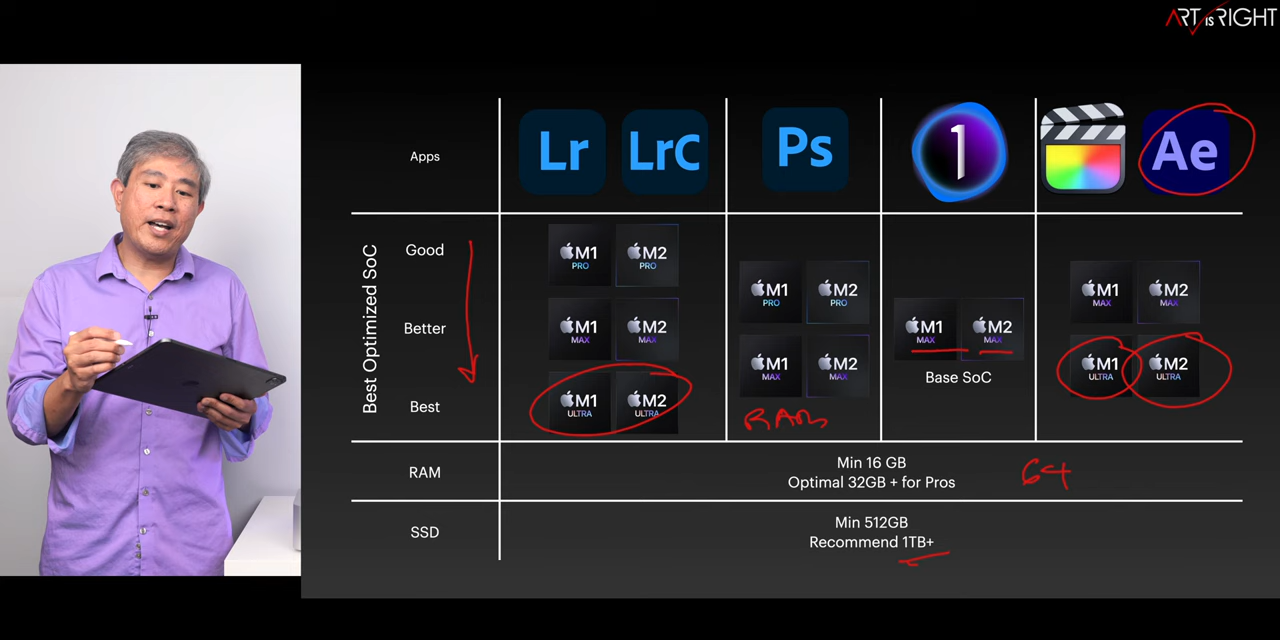 ART IS RIGHT
Apps
Lr
LrC
Ps
1
Ae
Best Optimized SoC
Good
Better
Best
M1 PRO
M2 PRO
M1 MAX
M2 MAX
M1 ULTRA
M2 ULTRA
M1 PRO
M2 PRO
M1 MAX
M2 MAX
RAM
M1 MAX
M2 MAX
Base SoC
M1 MAX
M2 MAX
M1 ULTRA
M2 ULTRA
RAM
Min 16 GB
Optimal 32GB + for Pros
64
SSD
Min 512GB
Recommend 1TB+